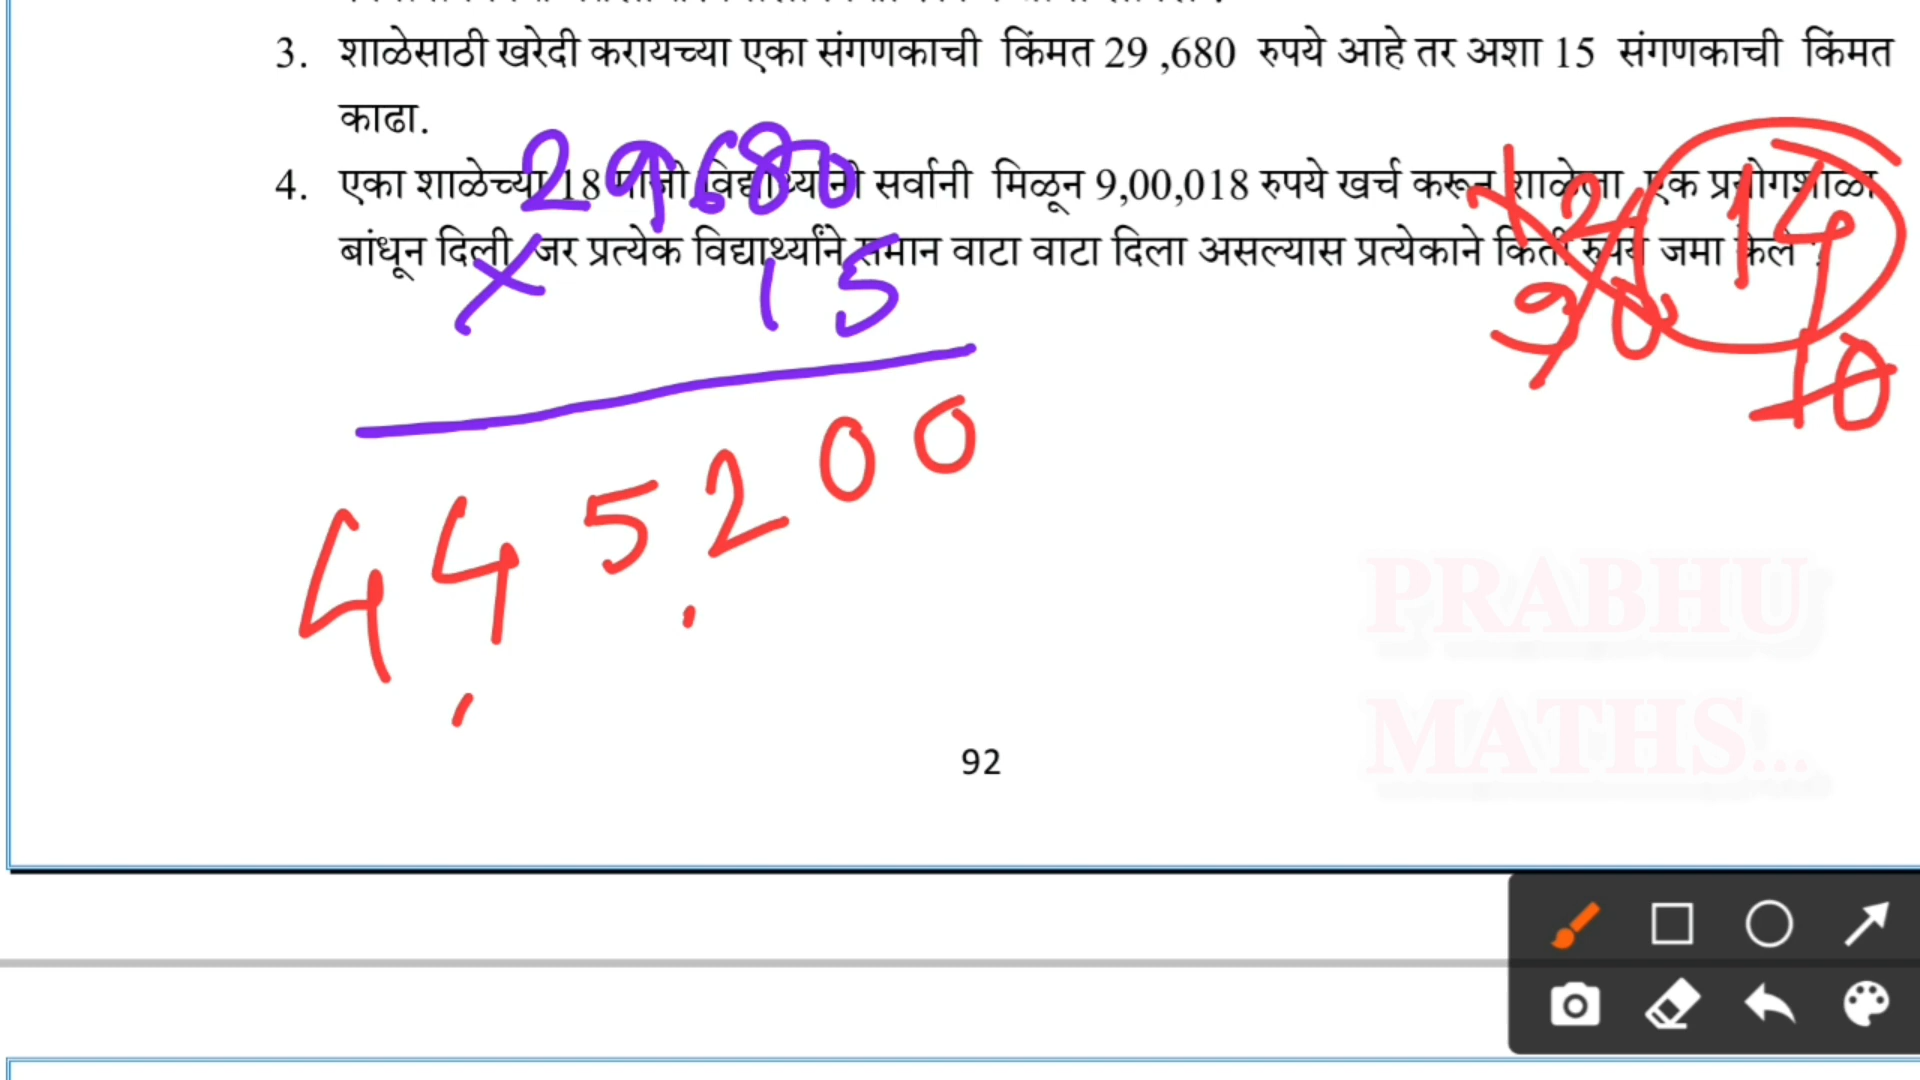 3. शाळेसाठी खरेदी करायच्या एका संगणकाची किंमत 29 ,680 रुपये आहे तर अशा 15 संगणकाची किंमत
काढा.
29680
4. एका शाळेच्या 18 माजी विद्यार्थ्यांनी सर्वानी मिळून 9,00,018 रुपये खर्च करून शाळेला एक प्रयोगशाळा
बांधून दिली जर प्रत्येक विद्यार्थ्याने समान वाटा वाटा दिला असल्यास प्रत्येकाने किती रुपये जमा केले ?
× 15
14
10
445200
PRABHU
MATHS...
92